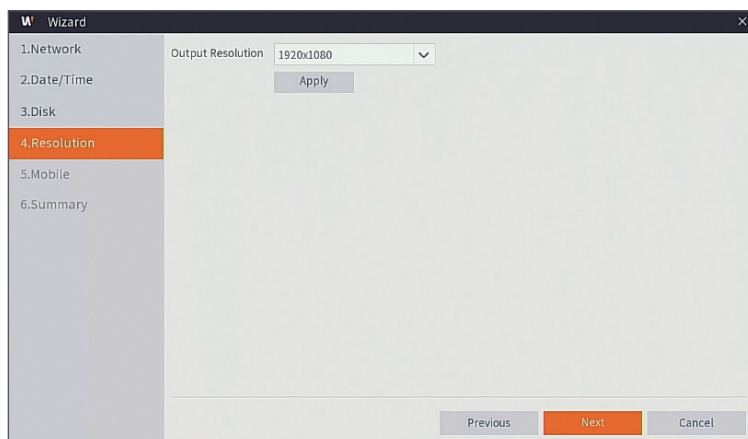 W Wizard
1.Network
2.Date/Time
3.Disk
4.Resolution
5.Mobile
6.Summary
Output Resolution 1920x1080
Apply
Previous Next Cancel